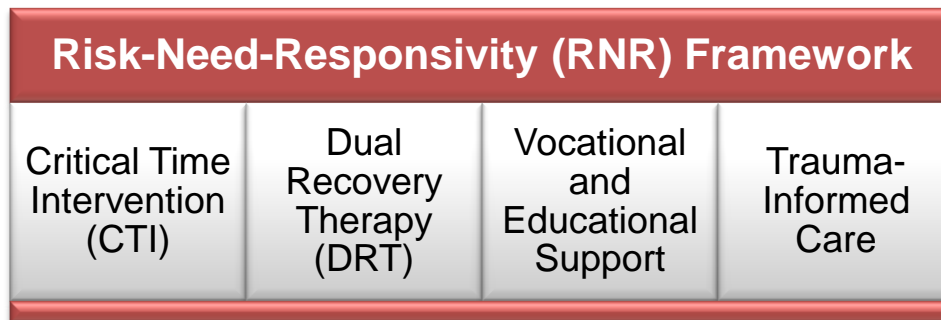 Risk-Need-Responsivity (RNR) Framework
Critical Time
Intervention
(CTI)
Dual
Recovery
Therapy
(DRT)
Vocational
and
Educational
Support
Trauma-
Informed
Care